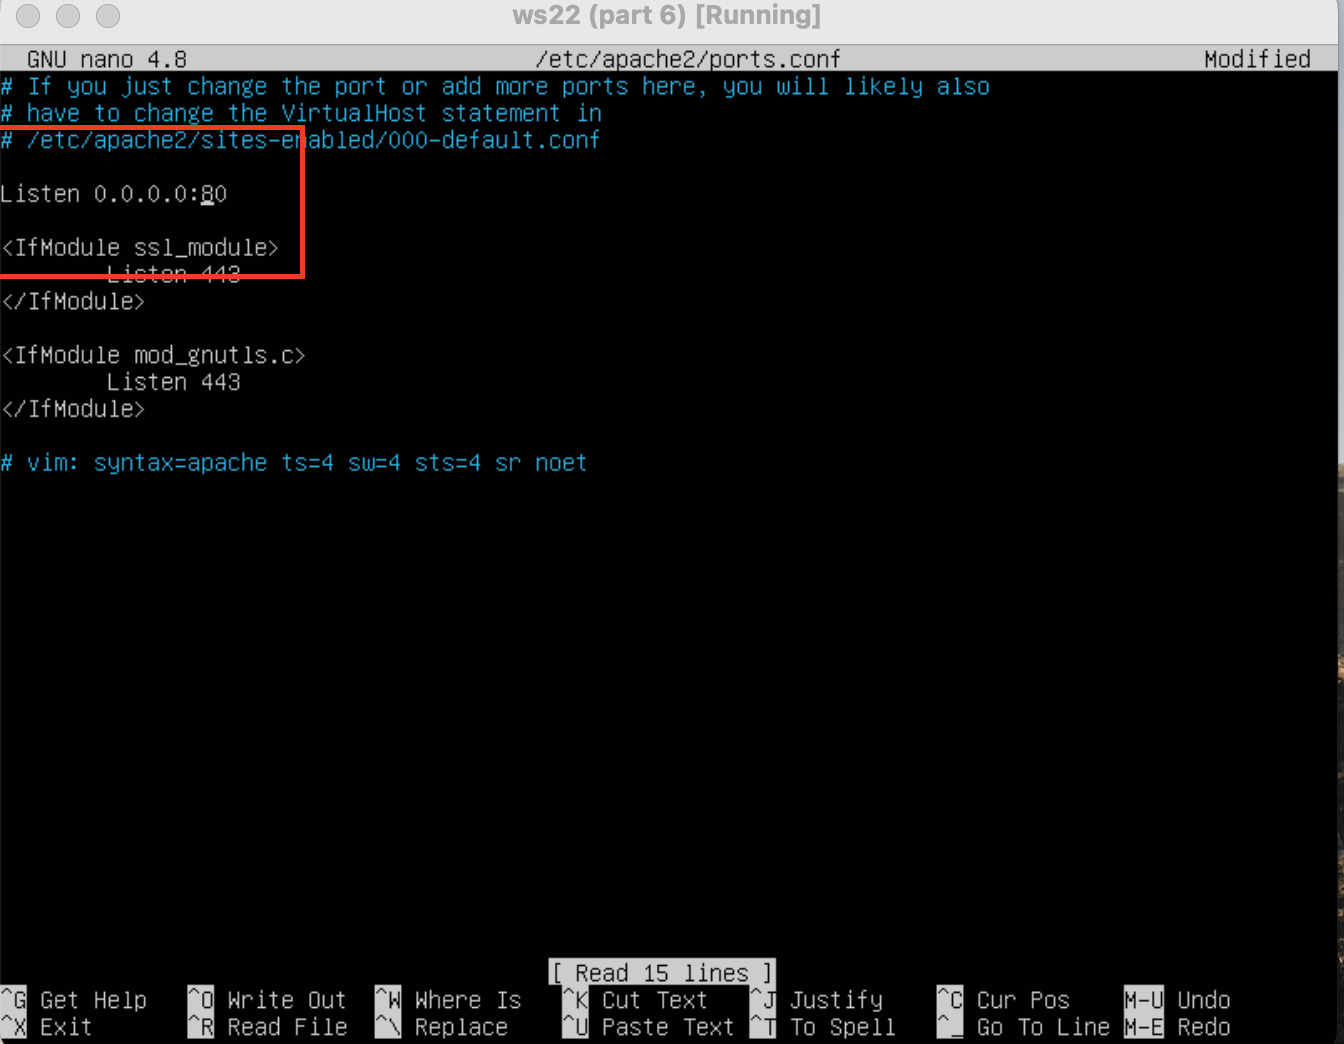 ws22 (part 6) [Running]
GNU nano 4.8 /etc/apache2/ports.conf Modified
# If you just change the port or add more ports here, you will likely also
# have to change the VirtualHost statement in
# /etc/apache2/sites-enabled/000-default.conf
Listen 0.0.0.0:80
<IfModule ssl_module>
Listen 443
</IfModule>
<IfModule mod_gnutls.c>
Listen 443
</IfModule>
# vim: syntax=apache ts=4 sw=4 sts=4 sr noet
[ Read 15 lines ]
^G Get Help ^O Write Out ^W Where Is ^K Cut Text ^J Justify ^C Cur Pos M-U Undo
^X Exit ^R Read File ^\ Replace ^U Paste Text ^T To Spell ^_ Go To Line M-E Redo